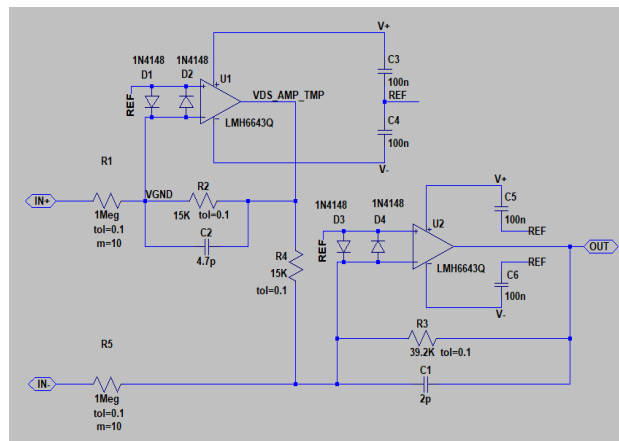 V+
1N4148
1N4148
D1
D2
U1
C3
100n
REF
VDS_AMP_TMP
REF
LMH6643Q
C4
100n
V-
R1
IN+
VGND
R2
1Meg
tol=0.1
m=10
15K tol=0.1
C2
4.7p
V+
C5
100n
REF
1N4148
1N4148
D3
D4
U2
REF
LMH6643Q
OUT
REF
C6
100n
V-
R4
15K
tol=0.1
R3
39.2K tol=0.1
R5
C1
2p
IN-
1Meg
tol=0.1
m=10